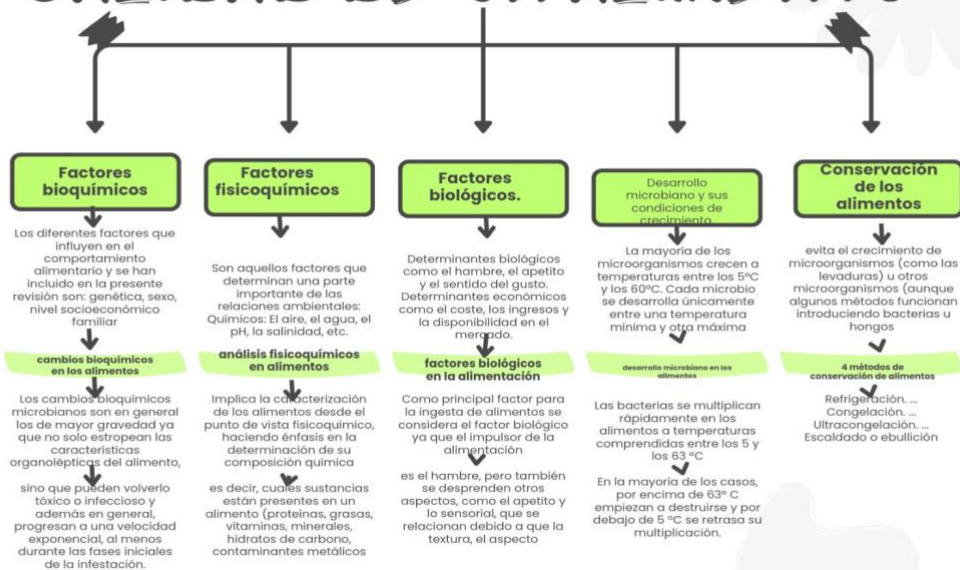 Factores
bioquímicos
Los diferentes factores que
influyen en el
comportamiento
alimentario y se han
incluido en la presente
revisión son: genética, sexo,
nivel socioeconómico
familiar
cambios bioquímicos
en los alimentos
Los cambios bioquímicos
microbianos son en general
los de mayor gravedad ya
que no solo estropean las
características
organolépticas del alimento,
sino que pueden volverlo
tóxico o infeccioso y
además en general,
progresan a una velocidad
exponencial, al menos
durante las fases iniciales
de la infestación.
Factores
fisicoquímicos
Son aquellos factores que
determinan una parte
importante de las
relaciones ambientales:
Químicos: El aire, el agua, el
pH, la salinidad, etc.
análisis fisicoquímicos
en alimentos
Implica la caracterización
de los alimentos desde el
punto de vista fisicoquímico,
haciendo énfasis en la
determinación de su
composición química
es decir, cuales sustancias
están presentes en un
alimento (proteínas, grasas,
vitaminas, minerales,
hidratos de carbono,
contaminantes metálicos
Factores
biológicos.
Determinantes biológicos
como el hambre, el apetito
y el sentido del gusto.
Determinantes económicos
como el coste, los ingresos y
la disponibilidad en el
mercado.
factores biológicos
en la alimentación
Como principal factor para
la ingesta de alimentos se
considera el factor biológico
ya que el impulsor de la
alimentación
es el hambre, pero también
se desprenden otros
aspectos, como el apetito y
lo sensorial, que se
relacionan debido a que la
textura, el aspecto
Desarrollo
microbiano y sus
condiciones de
crecimiento
La mayoría de los
microorganismos crecen a
temperaturas entre los 5ºC
y los 60ºC. Cada microbio
se desarrolla únicamente
entre una temperatura
mínima y otra máxima
desarrollo microbiano en los
alimentos
Las bacterias se multiplican
rápidamente en los
alimentos a temperaturas
comprendidas entre los 5 y
los 63 ºC
En la mayoría de los casos,
por encima de 63º C
empiezan a destruirse y por
debajo de 5 ºC se retrasa su
multiplicación.
Conservación
de los
alimentos
evita el crecimiento de
microorganismos (como las
levaduras) u otros
microorganismos (aunque
algunos métodos funcionan
introduciendo bacterias u
hongos
4 métodos de
conservación de alimentos
Refrigeración. ...
Congelación. ...
Ultracongelación. ...
Escaldado o ebullición